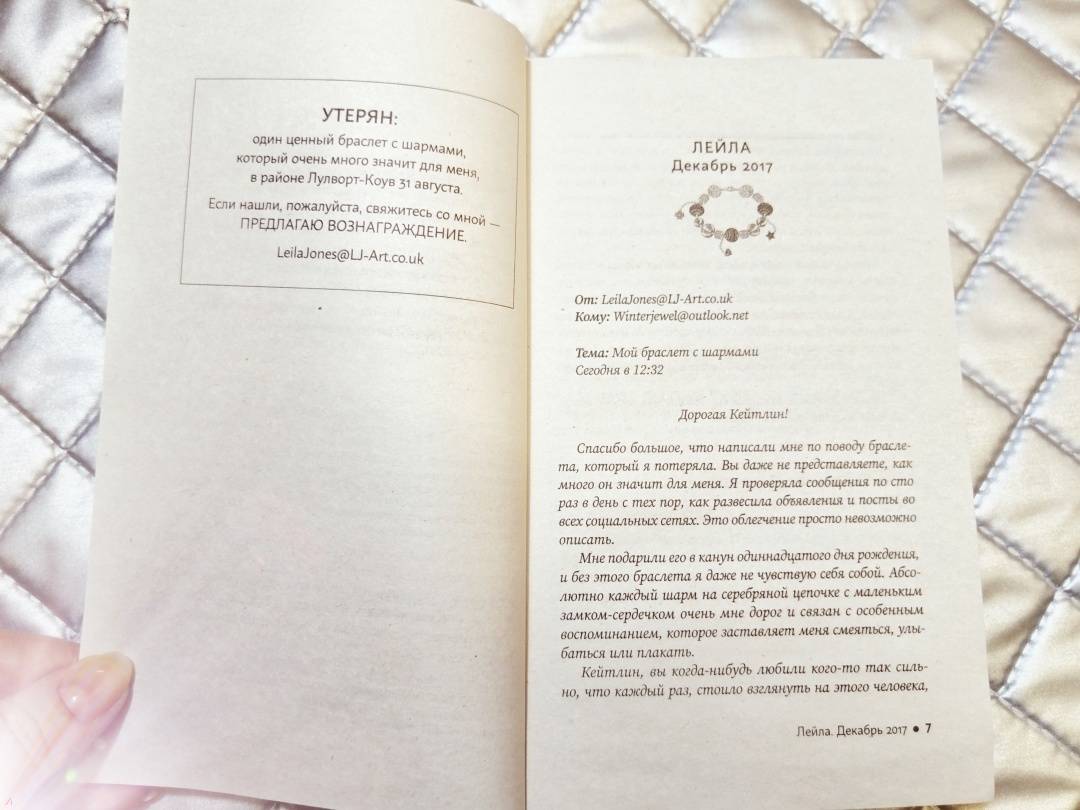 УТЕРЯН:
один ценный браслет с шармами,
который очень много значит для меня,
в районе Лулворт-Коув 31 августа.
Если нашли, пожалуйста, свяжитесь со мной —
ПРЕДЛАГАЮ ВОЗНАГРАЖДЕНИЕ.
LeilaJones@LJ-Art.co.uk
ЛЕЙЛА
Декабрь 2017
От: LeilaJones@LJ-Art.co.uk
Кому: Winterjewel@outlook.net
Тема: Мой браслет с шармами
Сегодня в 12:32
Дорогая Кейтлин!
Спасибо большое, что написали мне по поводу брасле-
та, который я потеряла. Вы даже не представляете, как
много он значит для меня. Я проверяла сообщения по сто
раз в день с тех пор, как развесила объявления и посты во
всех социальных сетях. Это облегчение просто невозможно
описать.
Мне подарили его в канун одиннадцатого дня рождения,
и без этого браслета я даже не чувствую себя собой. Абсо-
лютно каждый шарм на серебряной цепочке с маленьким
замком-сердечком очень мне дорог и связан с особенным
воспоминанием, которое заставляет меня смеяться, улы-
баться или плакать.
Кейтлин, вы когда-нибудь любили кого-то так силь-
но, что каждый раз, стоило взглянуть на этого человека,
Лейла. Декабрь 2017 • 7